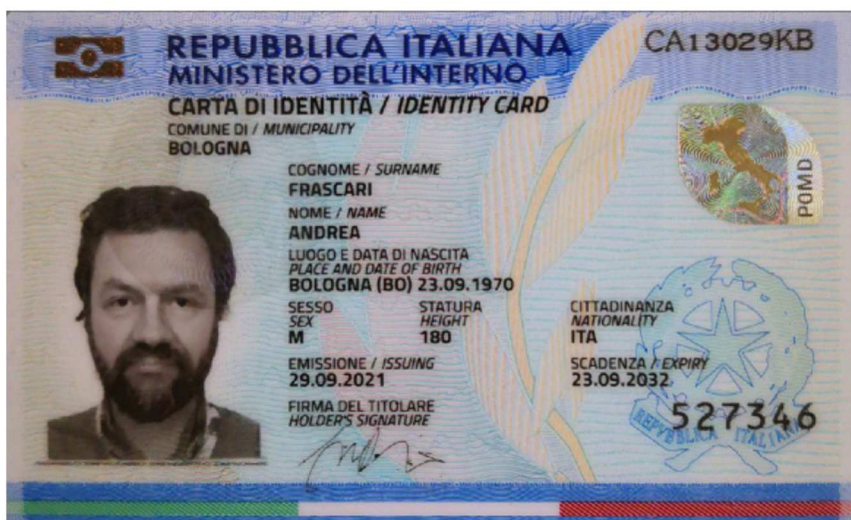 REPUBBLICA ITALIANA
CA13029KB
MINISTERO DELL'INTERNO
CARTA DI IDENTITÀ / IDENTITY CARD
COMUNE DI / MUNICIPALITY
BOLOGNA
COGNOME / SURNAME
FRASCARI
NOME / NAME
ANDREA
LUOGO E DATA DI NASCITA
PLACE AND DATE OF BIRTH
BOLOGNA (BO) 23.09.1970
SESSO
SEX
M
STATURA
HEIGHT
180
CITTADINANZA
NATIONALITY
ITA
EMISSIONE / ISSUING
29.09.2021
SCADENZA / EXPIRY
23.09.2032
FIRMA DEL TITOLARE
HOLDER'S SIGNATURE
527346
REPVBBLICA ITALIANA
POMD